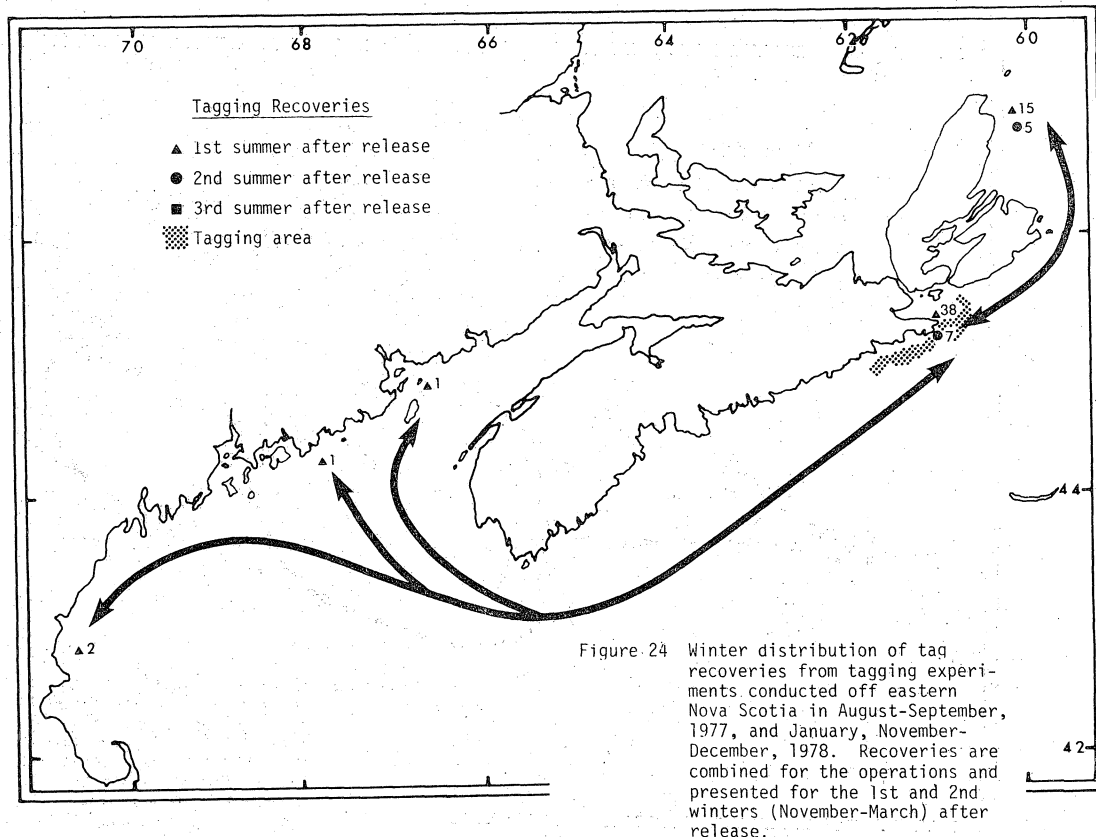 70 68 66 64 62 60
Tagging Recoveries
▲ 1st summer after release
● 2nd summer after release
■ 3rd summer after release
Tagging area
▲ 15
● 5
▲ 38
● 7
▲ 1
▲ 1
44
▲ 2
42
Figure 24 Winter distribution of tag
recoveries from tagging experi-
ments conducted off eastern
Nova Scotia in August-September,
1977, and January, November-
December, 1978. Recoveries are
combined for the operations and
presented for the 1st and 2nd
winters (November-March) after
release.